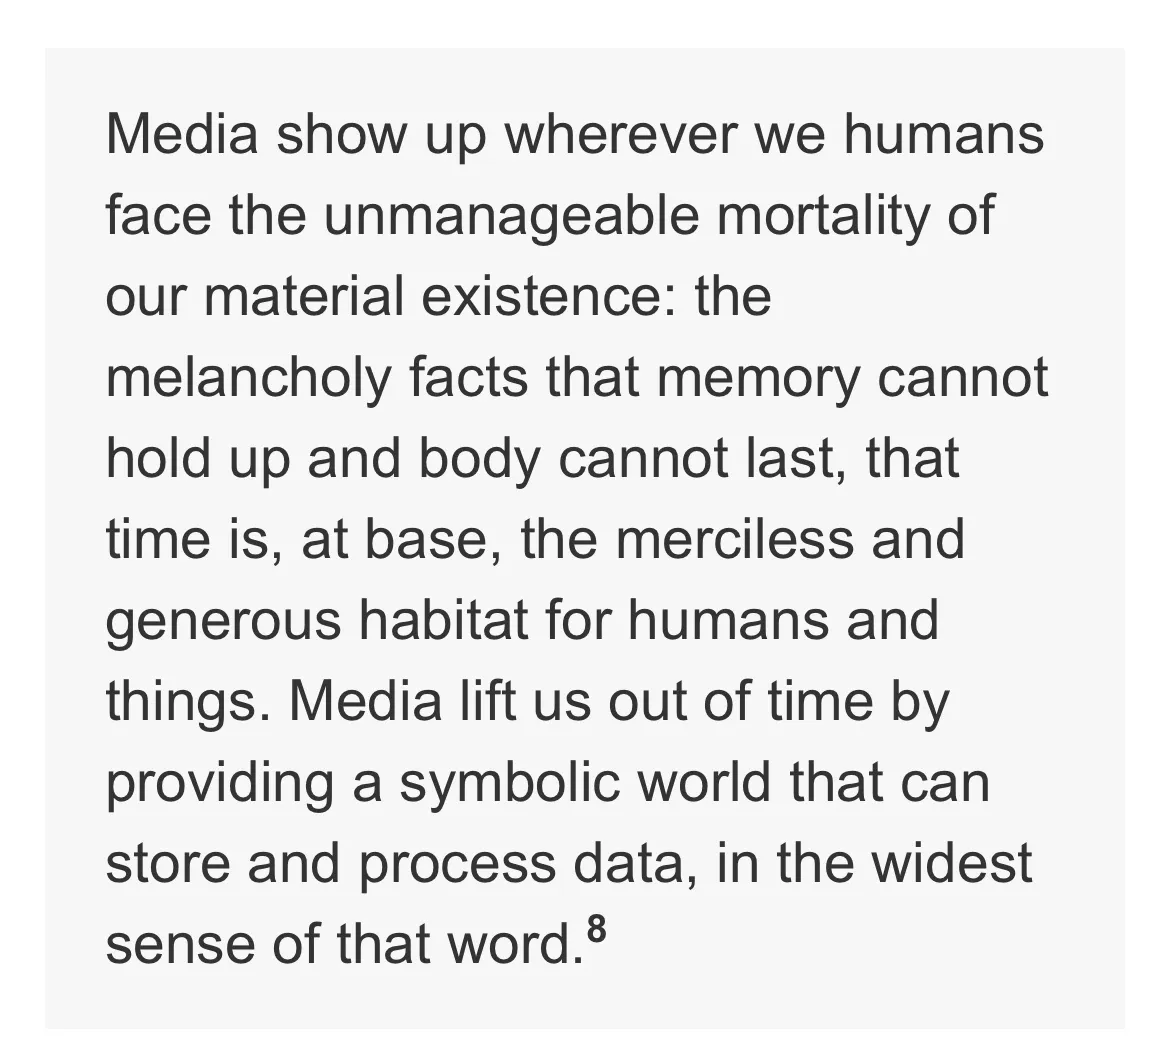 Media show up wherever we humans
face the unmanageable mortality of
our material existence: the
melancholy facts that memory cannot
hold up and body cannot last, that
time is, at base, the merciless and
generous habitat for humans and
things. Media lift us out of time by
providing a symbolic world that can
store and process data, in the widest
sense of that word.8